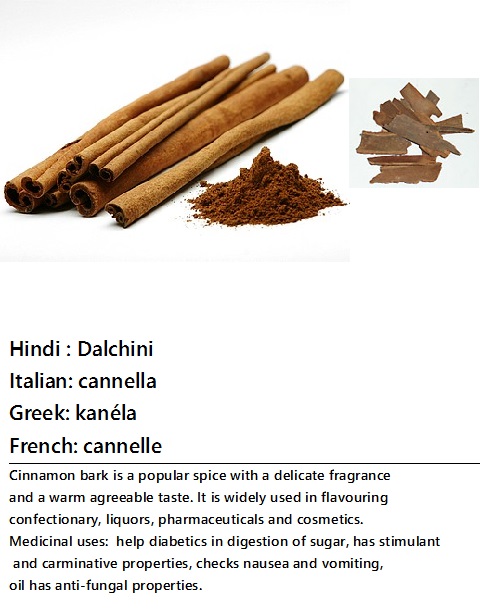 Hindi : Dalchini
Italian: cannella
Greek: kanéla
French: cannelle
Cinnamon bark is a popular spice with a delicate fragrance
and a warm agreeable taste. It is widely used in flavouring
confectionary, liquors, pharmaceuticals and cosmetics.
Medicinal uses:  help diabetics in digestion of sugar, has stimulant
and carminative properties, checks nausea and vomiting,
oil has anti-fungal properties.